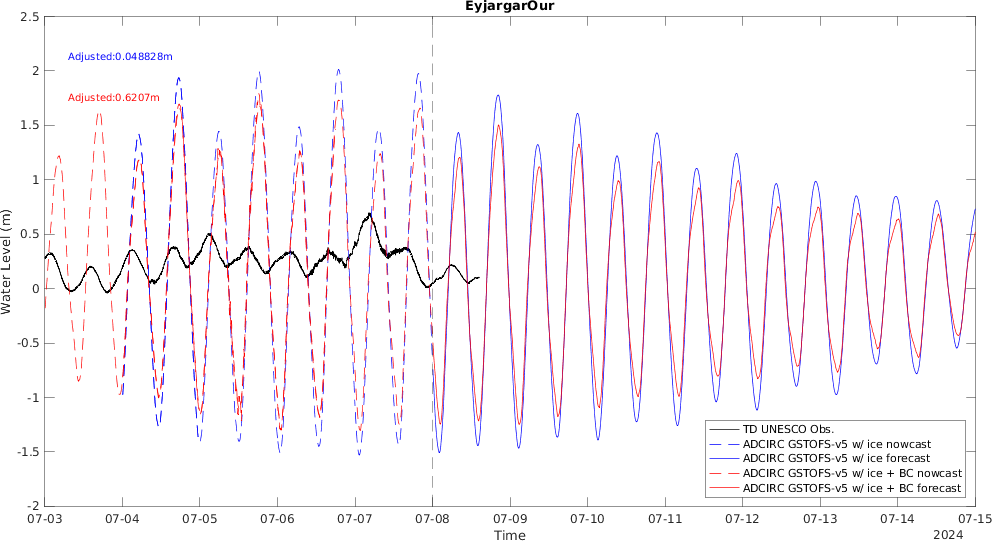 EyjargarOur
2.5
2
1.5
1
0.5
0
-0.5
-1
-1.5
-2
Water Level (m)
Adjusted:0.048828m
Adjusted:0.6207m
TD UNESCO Obs.
ADCIRC GSTOFS-v5 w/ ice nowcast
ADCIRC GSTOFS-v5 w/ ice forecast
ADCIRC GSTOFS-v5 w/ ice + BC nowcast
ADCIRC GSTOFS-v5 w/ ice + BC forecast
07-03 07-04 07-05 07-06 07-07 07-08 07-09 07-10 07-11 07-12 07-13 07-14 07-15
Time
2024